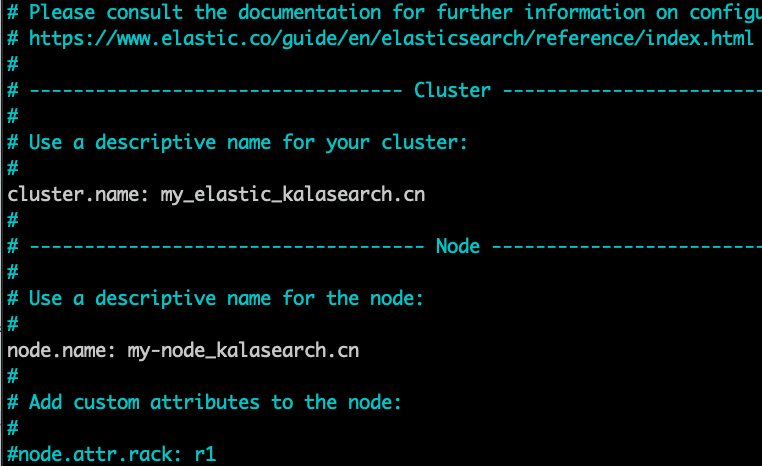 # Please consult the documentation for further information on configu
# https://www.elastic.co/guide/en/elasticsearch/reference/index.html
#
# ---------------------------------- Cluster ------------------------
#
# Use a descriptive name for your cluster:
#
cluster.name: my_elastic_kalasearch.cn
#
# ------------------------------------ Node -------------------------
#
# Use a descriptive name for the node:
#
node.name: my-node_kalasearch.cn
#
# Add custom attributes to the node:
#
#node.attr.rack: r1